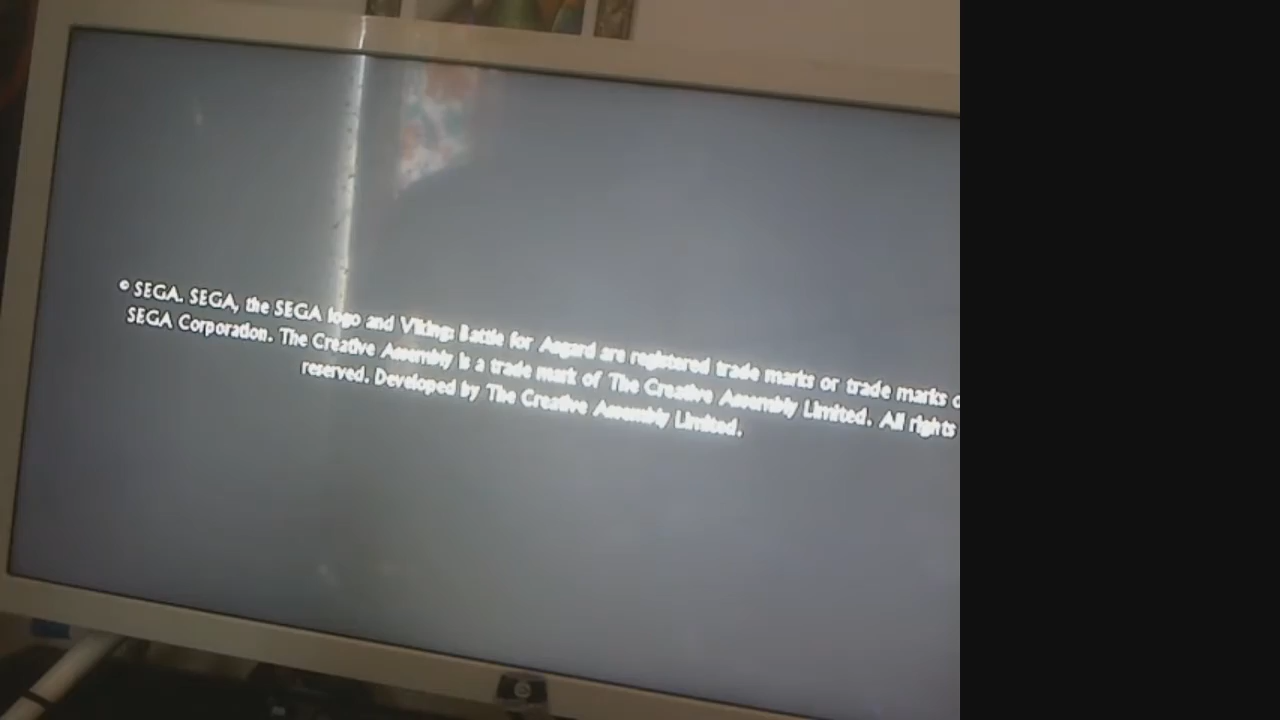 © SEGA. SEGA, the SEGA logo and Viking: Battle for Asgard are registered trade marks or trade marks
SEGA Corporation. The Creative Assembly is a trade mark of The Creative Assembly Limited. All rights
reserved. Developed by The Creative Assembly Limited.